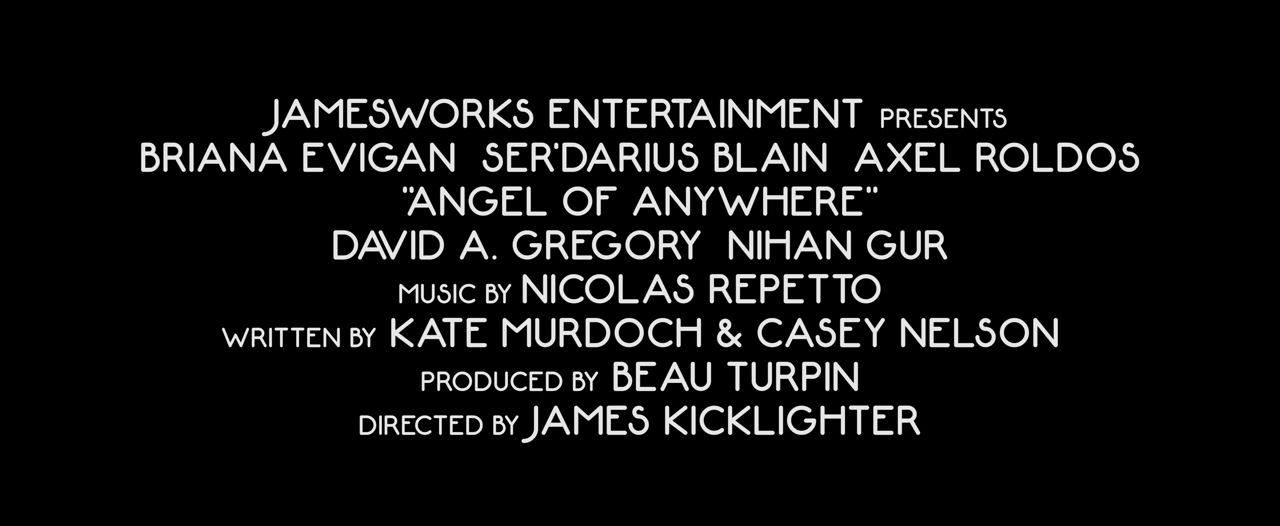 JAMESWORKS ENTERTAINMENT PRESENTS
BRIANA EVIGAN SER'DARIUS BLAIN AXEL ROLDOS
"ANGEL OF ANYWHERE"
DAVID A. GREGORY NIHAN GUR
MUSIC BY NICOLAS REPETTO
WRITTEN BY KATE MURDOCH & CASEY NELSON
PRODUCED BY BEAU TURPIN
DIRECTED BY JAMES KICKLIGHTER